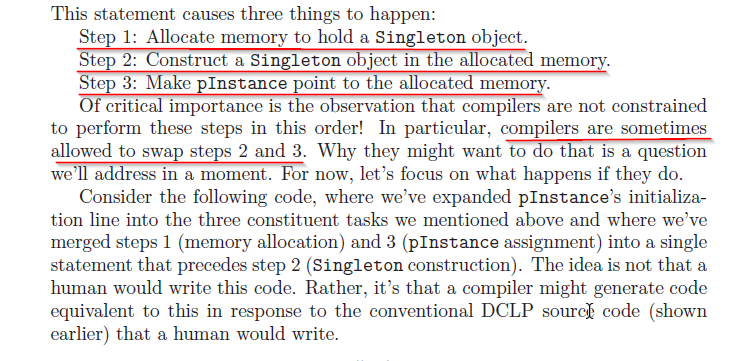 This statement causes three things to happen:
Step 1: Allocate memory to hold a Singleton object.
Step 2: Construct a Singleton object in the allocated memory.
Step 3: Make pInstance point to the allocated memory.
Of critical importance is the observation that compilers are not constrained
to perform these steps in this order! In particular, compilers are sometimes
allowed to swap steps 2 and 3. Why they might want to do that is a question
we'll address in a moment. For now, let's focus on what happens if they do.
Consider the following code, where we've expanded pInstance's initializa-
tion line into the three constituent tasks we mentioned above and where we've
merged steps 1 (memory allocation) and 3 (pInstance assignment) into a single
statement that precedes step 2 (Singleton construction). The idea is not that a
human would write this code. Rather, it's that a compiler might generate code
equivalent to this in response to the conventional DCLP source code (shown
earlier) that a human would write.